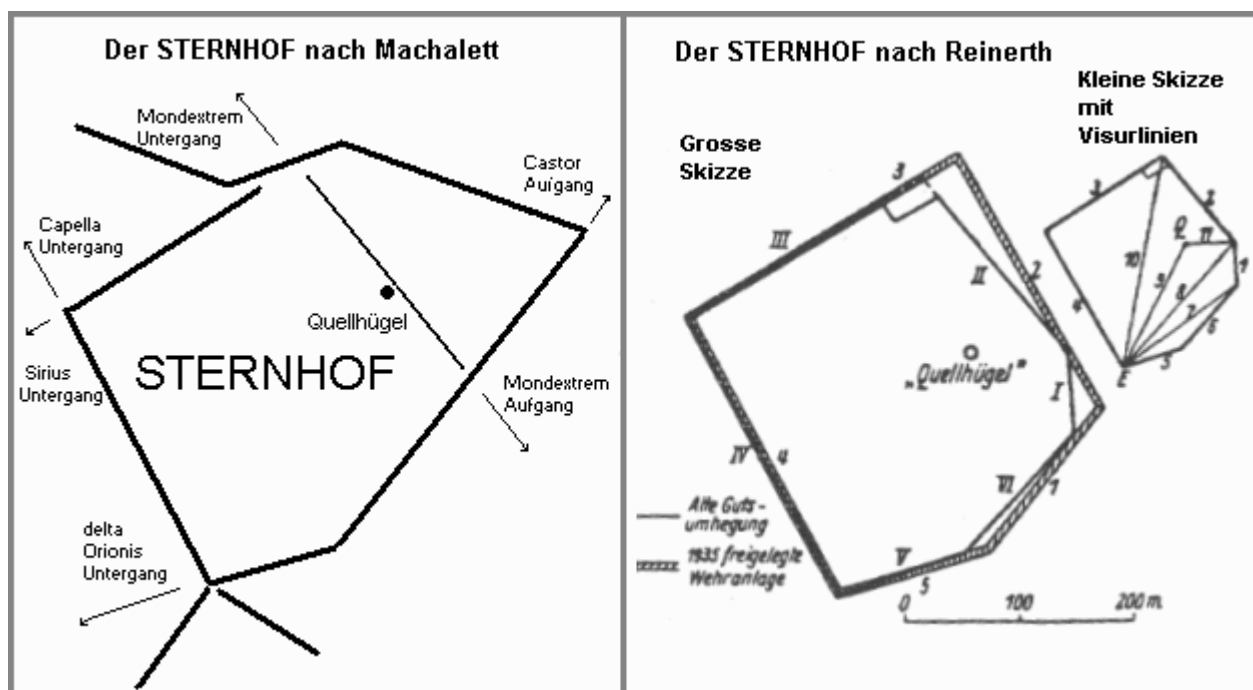 Der STERNHOF nach Machalett
Mondextrem
Untergang
Castor
Aufgang
Capella
Untergang
Quellhügel
STERNHOF
Sirius
Untergang
Mondextrem
Aufgang
delta
Orionis
Untergang
Der STERNHOF nach Reinerth
Grosse
Skizze
Kleine Skizze
mit
Visurlinien
3
III
II
2
„Quellhügel"
I
IV
4
VI
1
V
5
Alte Guts-
umhegung
1935 freigelegte
Wehranlage
0 100 200 m.
3
2
Q
11
1
10
9
8
7
4
6
5
E